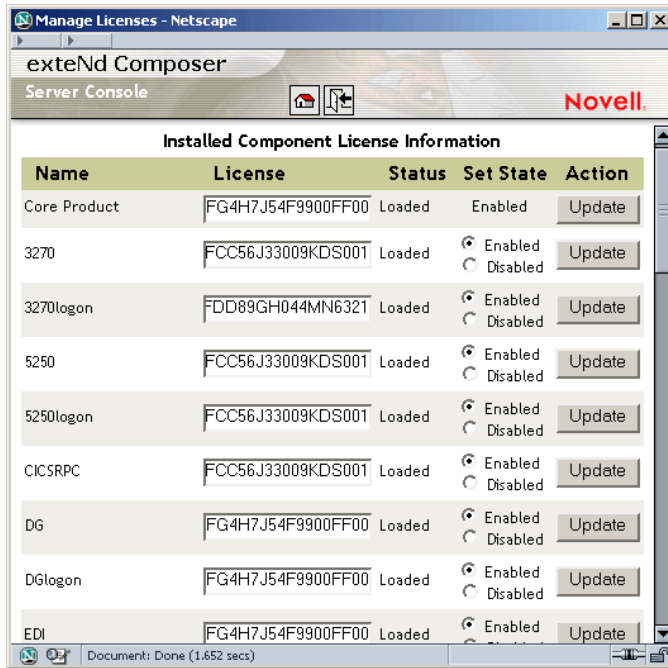 Manage Licenses - Netscape
exteNd Composer
Server Console
Novell.
Installed Component License Information
Name License Status Set State Action
Core Product FG4H7J54F9900FF00 Loaded Enabled Update
3270 FCC56J33009KDS001 Loaded Enabled Disabled Update
3270logon FDD89GH044MN6321 Loaded Enabled Disabled Update
5250 FCC56J33009KDS001 Loaded Enabled Disabled Update
5250logon FCC56J33009KDS001 Loaded Enabled Disabled Update
CICSRPC FCC56J33009KDS001 Loaded Enabled Disabled Update
DG FG4H7J54F9900FF00 Loaded Enabled Disabled Update
DGlogon FG4H7J54F9900FF00 Loaded Enabled Disabled Update
EDI FG4H7J54F9900FF00 Loaded Enabled Update
Document: Done (1.652 secs)